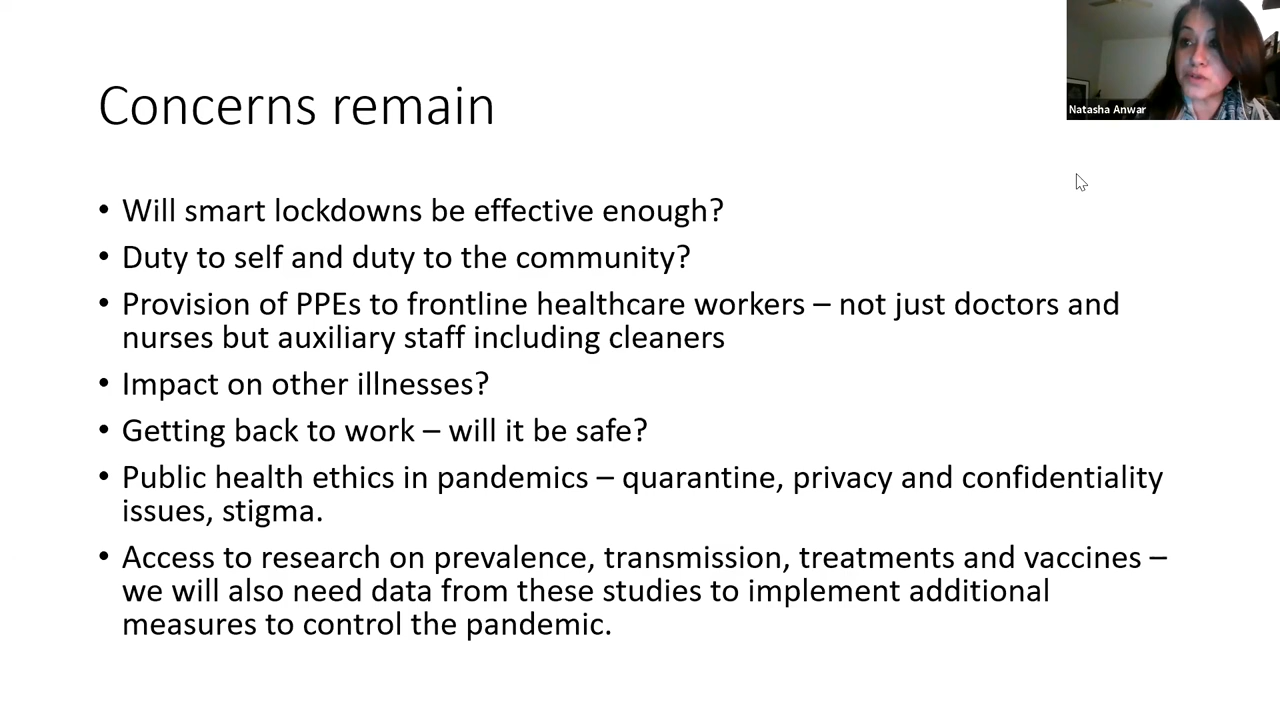 Concerns remain
Natasha Anwar
• Will smart lockdowns be effective enough?
• Duty to self and duty to the community?
• Provision of PPEs to frontline healthcare workers – not just doctors and
nurses but auxiliary staff including cleaners
• Impact on other illnesses?
• Getting back to work – will it be safe?
• Public health ethics in pandemics – quarantine, privacy and confidentiality
issues, stigma.
• Access to research on prevalence, transmission, treatments and vaccines –
we will also need data from these studies to implement additional
measures to control the pandemic.